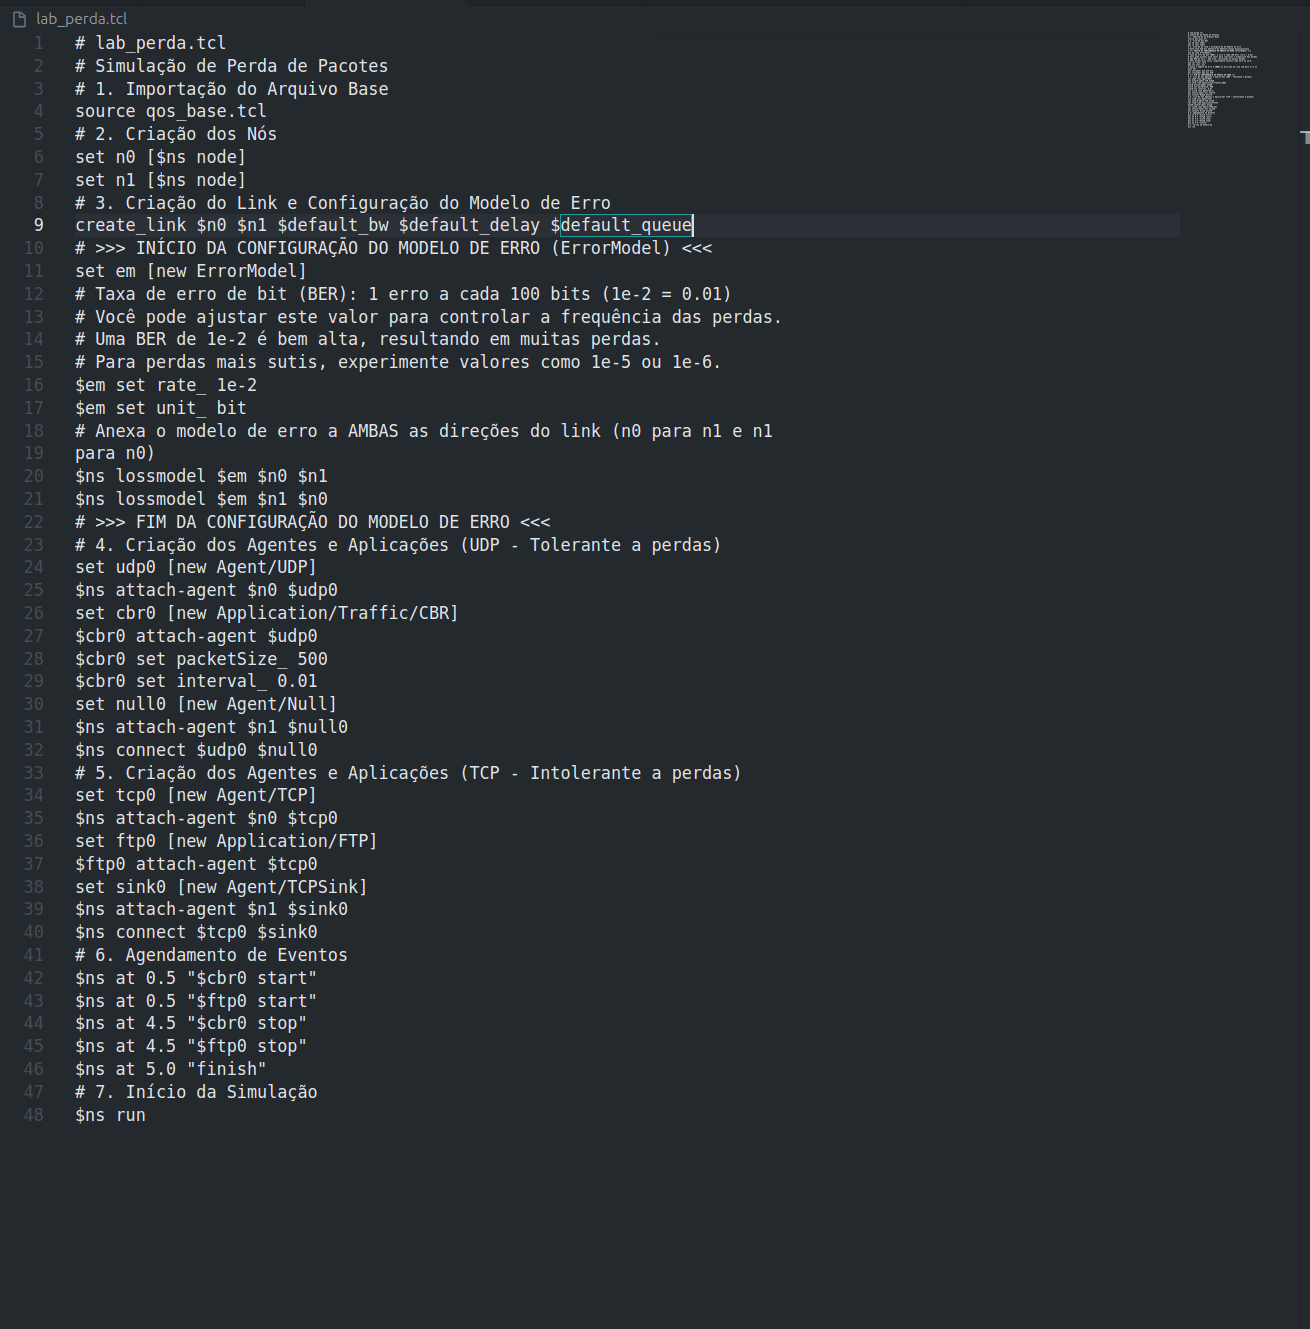 lab_perda.tcl
1 # lab_perda.tcl
2 # Simulação de Perda de Pacotes
3 # 1. Importação do Arquivo Base
4 source qos_base.tcl
5 # 2. Criação dos Nós
6 set n0 [$ns node]
7 set n1 [$ns node]
8 # 3. Criação do Link e Configuração do Modelo de Erro
9 create_link $n0 $n1 $default_bw $default_delay $default_queue
10 # >>> INÍCIO DA CONFIGURAÇÃO DO MODELO DE ERRO (ErrorModel) <<<
11 set em [new ErrorModel]
12 # Taxa de erro de bit (BER): 1 erro a cada 100 bits (1e-2 = 0.01)
13 # Você pode ajustar este valor para controlar a frequência das perdas.
14 # Uma BER de 1e-2 é bem alta, resultando em muitas perdas.
15 # Para perdas mais sutis, experimente valores como 1e-5 ou 1e-6.
16 $em set rate_ 1e-2
17 $em set unit_ bit
18 # Anexa o modelo de erro a AMBAS as direções do link (n0 para n1 e n1
19 para n0)
20 $ns lossmodel $em $n0 $n1
21 $ns lossmodel $em $n1 $n0
22 # >>> FIM DA CONFIGURAÇÃO DO MODELO DE ERRO <<<
23 # 4. Criação dos Agentes e Aplicações (UDP - Tolerante a perdas)
24 set udp0 [new Agent/UDP]
25 $ns attach-agent $n0 $udp0
26 set cbr0 [new Application/Traffic/CBR]
27 $cbr0 attach-agent $udp0
28 $cbr0 set packetSize_ 500
29 $cbr0 set interval_ 0.01
30 set null0 [new Agent/Null]
31 $ns attach-agent $n1 $null0
32 $ns connect $udp0 $null0
33 # 5. Criação dos Agentes e Aplicações (TCP - Intolerante a perdas)
34 set tcp0 [new Agent/TCP]
35 $ns attach-agent $n0 $tcp0
36 set ftp0 [new Application/FTP]
37 $ftp0 attach-agent $tcp0
38 set sink0 [new Agent/TCPSink]
39 $ns attach-agent $n1 $sink0
40 $ns connect $tcp0 $sink0
41 # 6. Agendamento de Eventos
42 $ns at 0.5 "$cbr0 start"
43 $ns at 0.5 "$ftp0 start"
44 $ns at 4.5 "$cbr0 stop"
45 $ns at 4.5 "$ftp0 stop"
46 $ns at 5.0 "finish"
47 # 7. Início da Simulação
48 $ns run